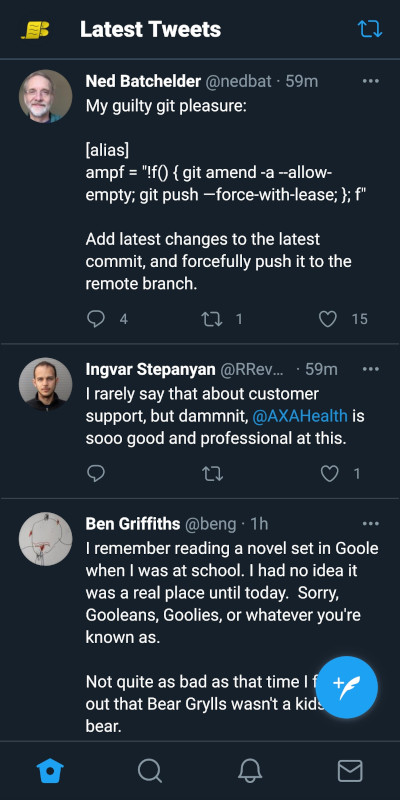 Latest Tweets
Ned Batchelder @nedbat · 59m
My guilty git pleasure:
[alias]
ampf = "!f() { git amend -a --allow-
empty; git push —force-with-lease; }; f"
Add latest changes to the latest
commit, and forcefully push it to the
remote branch.
4 1 15
Ingvar Stepanyan @RRev… · 59m
I rarely say that about customer
support, but dammnit, @AXAHealth is
sooo good and professional at this.
1
Ben Griffiths @beng · 1h
I remember reading a novel set in Goole
when I was at school. I had no idea it
was a real place until today.  Sorry,
Gooleans, Goolies, or whatever you're
known as.
Not quite as bad as that time I
out that Bear Grylls wasn't a kids
bear.